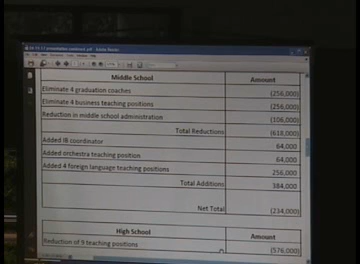 Middle School Amount
Eliminate 4 graduation coaches (256,000)
Eliminate 4 business teaching positions (256,000)
Reduction in middle school administration (106,000)
Total Reductions (618,000)
Added IB coordinator 64,000
Added orchestra teaching position 64,000
Added 4 foreign language teaching positions 256,000
Total Additions 384,000
Net Total (234,000)
High School Amount
Reduction of 9 teaching positions (576,000)